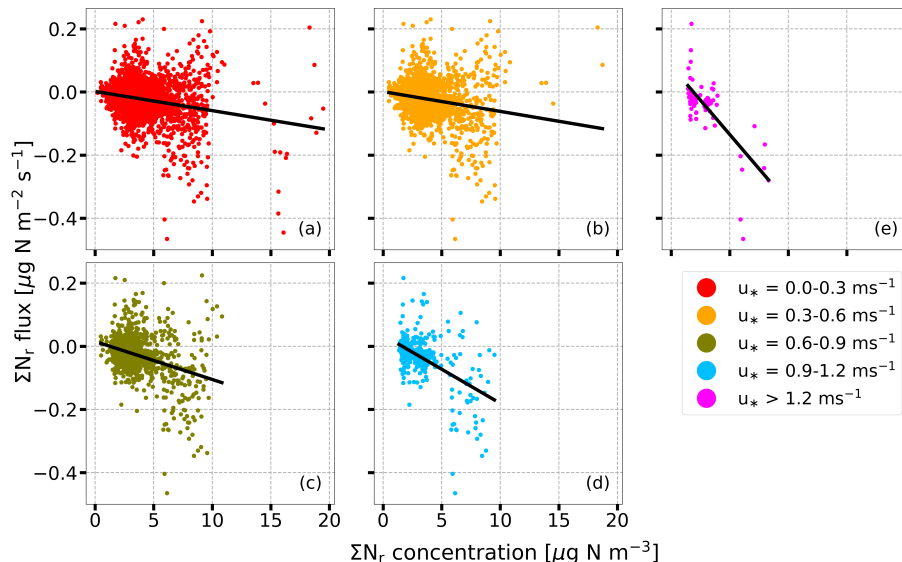 0.2
0.0
−0.2
−0.4
(a)
(b)
(e)
0.2
0.0
−0.2
−0.4
(c)
(d)
0 5 10 15 20
0 5 10 15 20
ΣNr flux [μg N m−2 s−1]
ΣNr concentration [μg N m−3]
u* = 0.0-0.3 ms−1
u* = 0.3-0.6 ms−1
u* = 0.6-0.9 ms−1
u* = 0.9-1.2 ms−1
u* > 1.2 ms−1